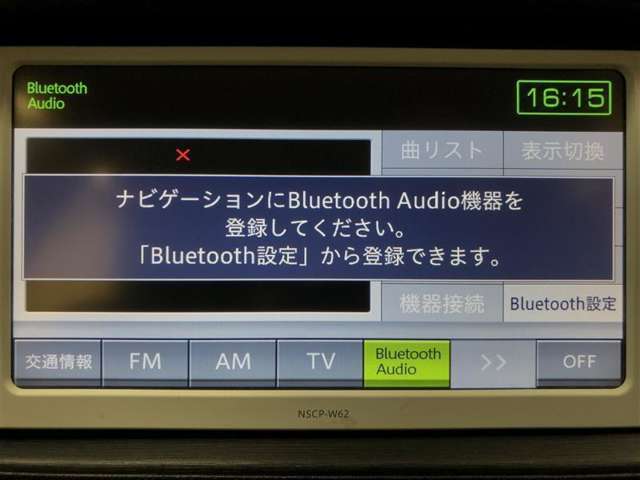 Bluetooth
Audio
16:15
×
曲リスト
表示切換
ナビゲーションにBluetooth Audio機器を
登録してください。
「Bluetooth設定」から登録できます。
機器接続
Bluetooth設定
交通情報
FM
AM
TV
Bluetooth
Audio
>>
OFF
NSCP-W62